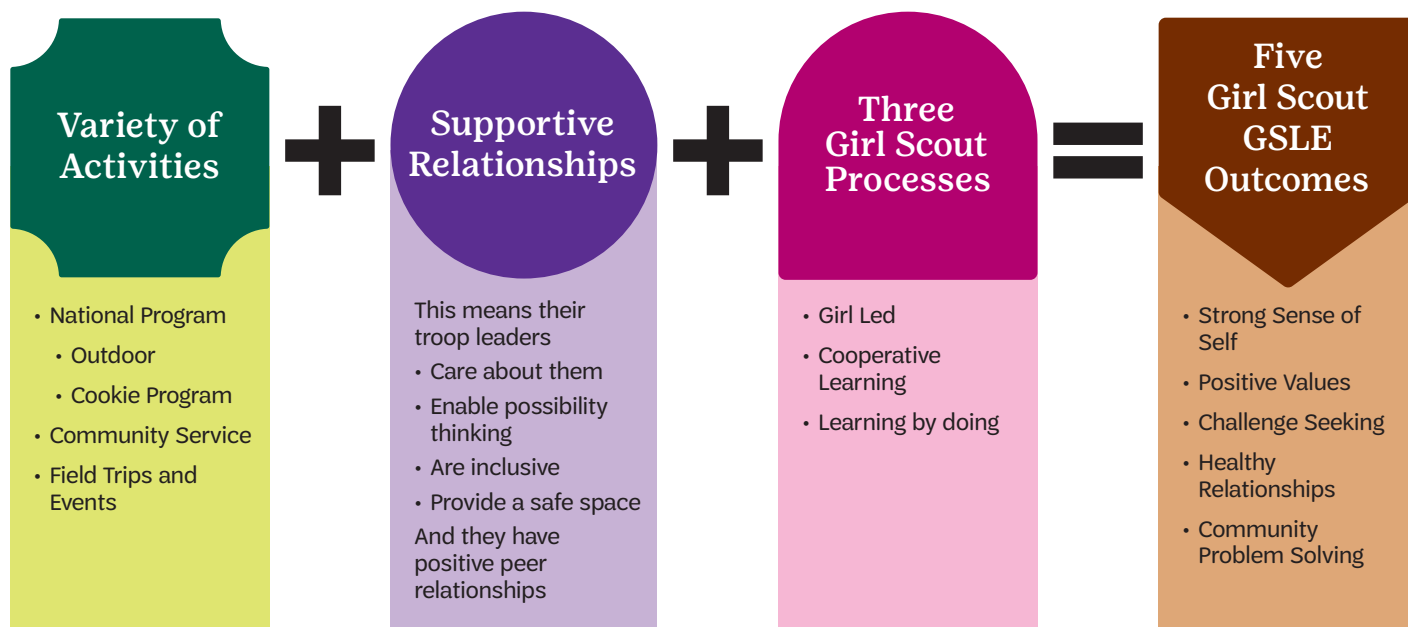 Variety of
Activities
• National Program
• Outdoor
• Cookie Program
• Community Service
• Field Trips and
Events
+
Supportive
Relationships
This means their
troop leaders
• Care about them
• Enable possibility
thinking
• Are inclusive
• Provide a safe space
And they have
positive peer
relationships
+
Three
Girl Scout
Processes
• Girl Led
• Cooperative
Learning
• Learning by doing
=
Five
Girl Scout
GSLE
Outcomes
• Strong Sense of
Self
• Positive Values
• Challenge Seeking
• Healthy
Relationships
• Community
Problem Solving